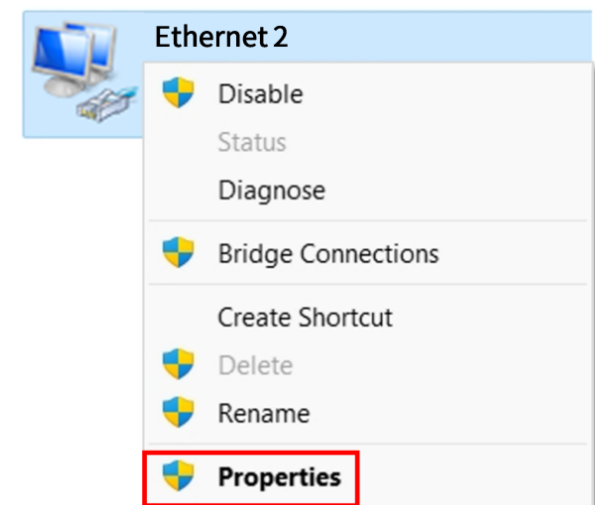 Ethernet 2
Disable
Status
Diagnose
Bridge Connections
Create Shortcut
Delete
Rename
Properties